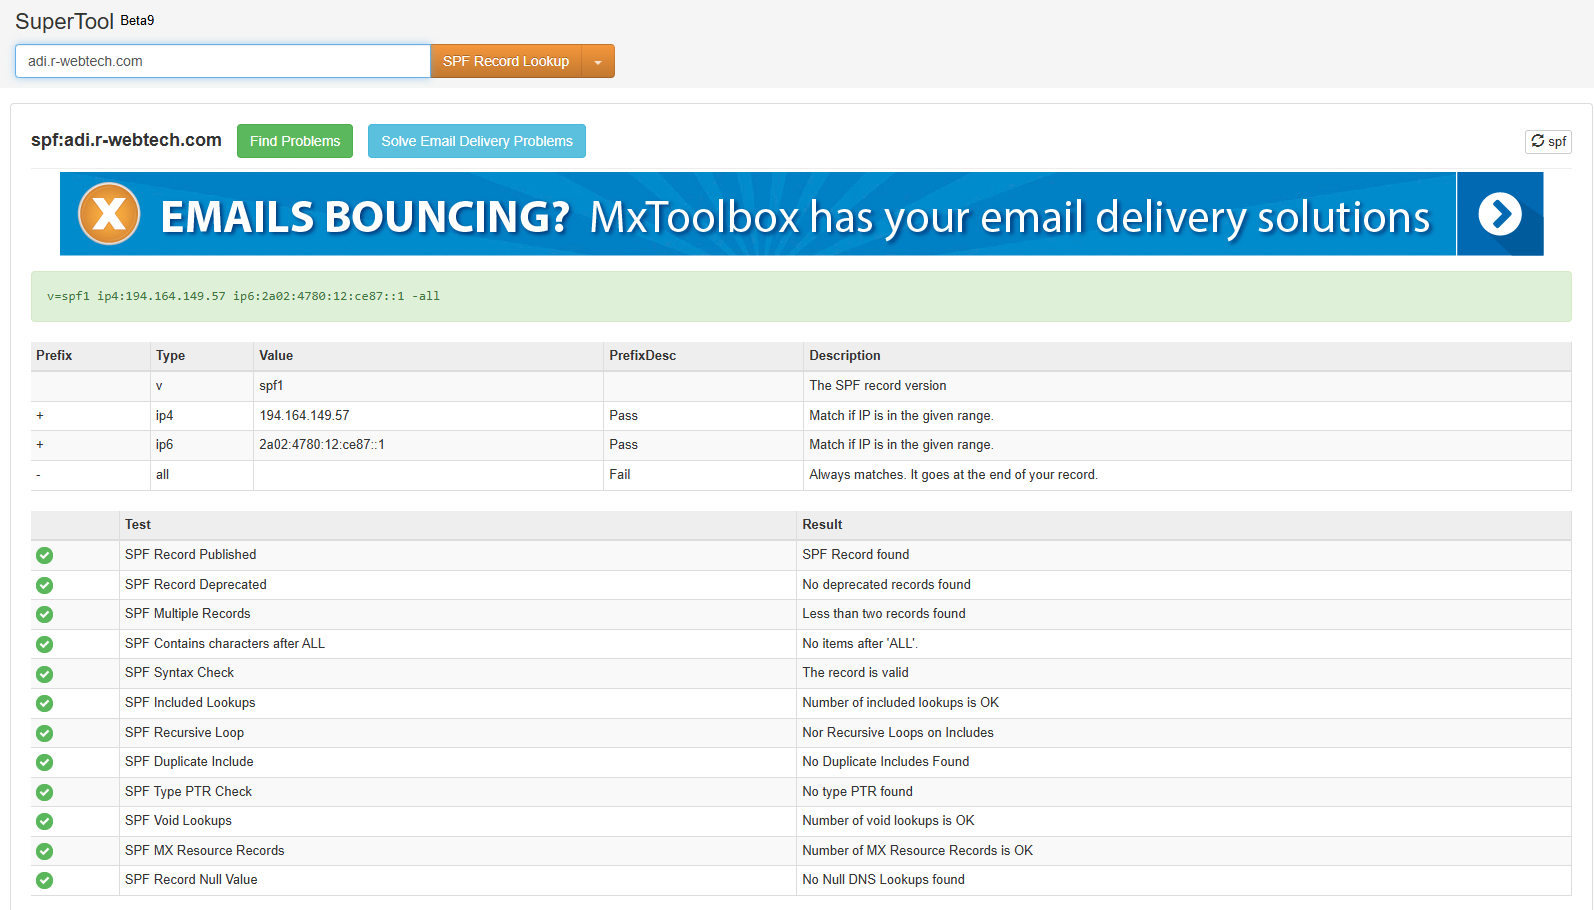 SuperTool Beta9
adi.r-webtech.com SPF Record Lookup
spf:adi.r-webtech.com Find Problems Solve Email Delivery Problems spf
X EMAILS BOUNCING? MxToolbox has your email delivery solutions
v=spf1 ip4:194.164.149.57 ip6:2a02:4780:12:ce87::1 -all
Prefix Type Value PrefixDesc Description
v spf1 The SPF record version
+ ip4 194.164.149.57 Pass Match if IP is in the given range.
+ ip6 2a02:4780:12:ce87::1 Pass Match if IP is in the given range.
- all Fail Always matches. It goes at the end of your record.
Test Result
SPF Record Published SPF Record found
SPF Record Deprecated No deprecated records found
SPF Multiple Records Less than two records found
SPF Contains characters after ALL No items after 'ALL'.
SPF Syntax Check The record is valid
SPF Included Lookups Number of included lookups is OK
SPF Recursive Loop Nor Recursive Loops on Includes
SPF Duplicate Include No Duplicate Includes Found
SPF Type PTR Check No type PTR found
SPF Void Lookups Number of void lookups is OK
SPF MX Resource Records Number of MX Resource Records is OK
SPF Record Null Value No Null DNS Lookups found